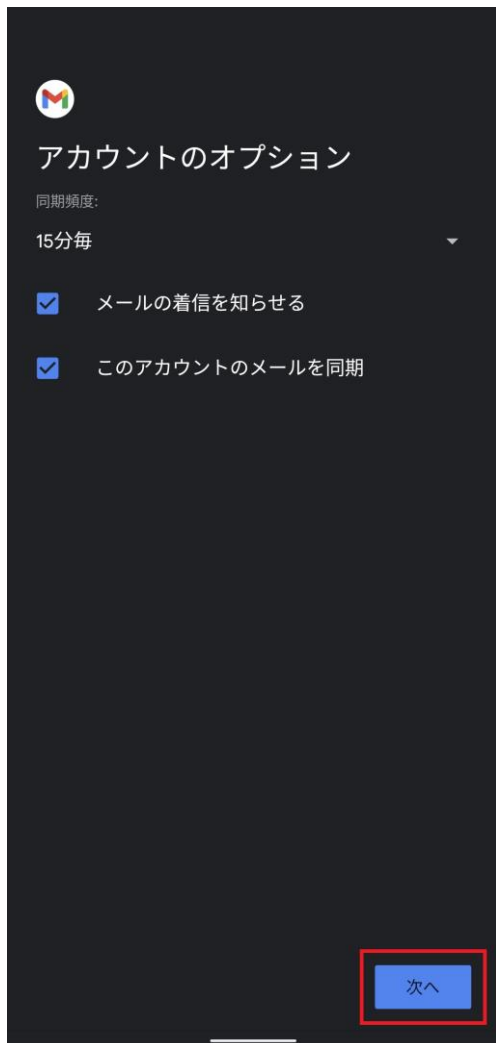 アカウントのオプション
同期頻度:
15分毎
メールの着信を知らせる
このアカウントのメールを同期
次へ